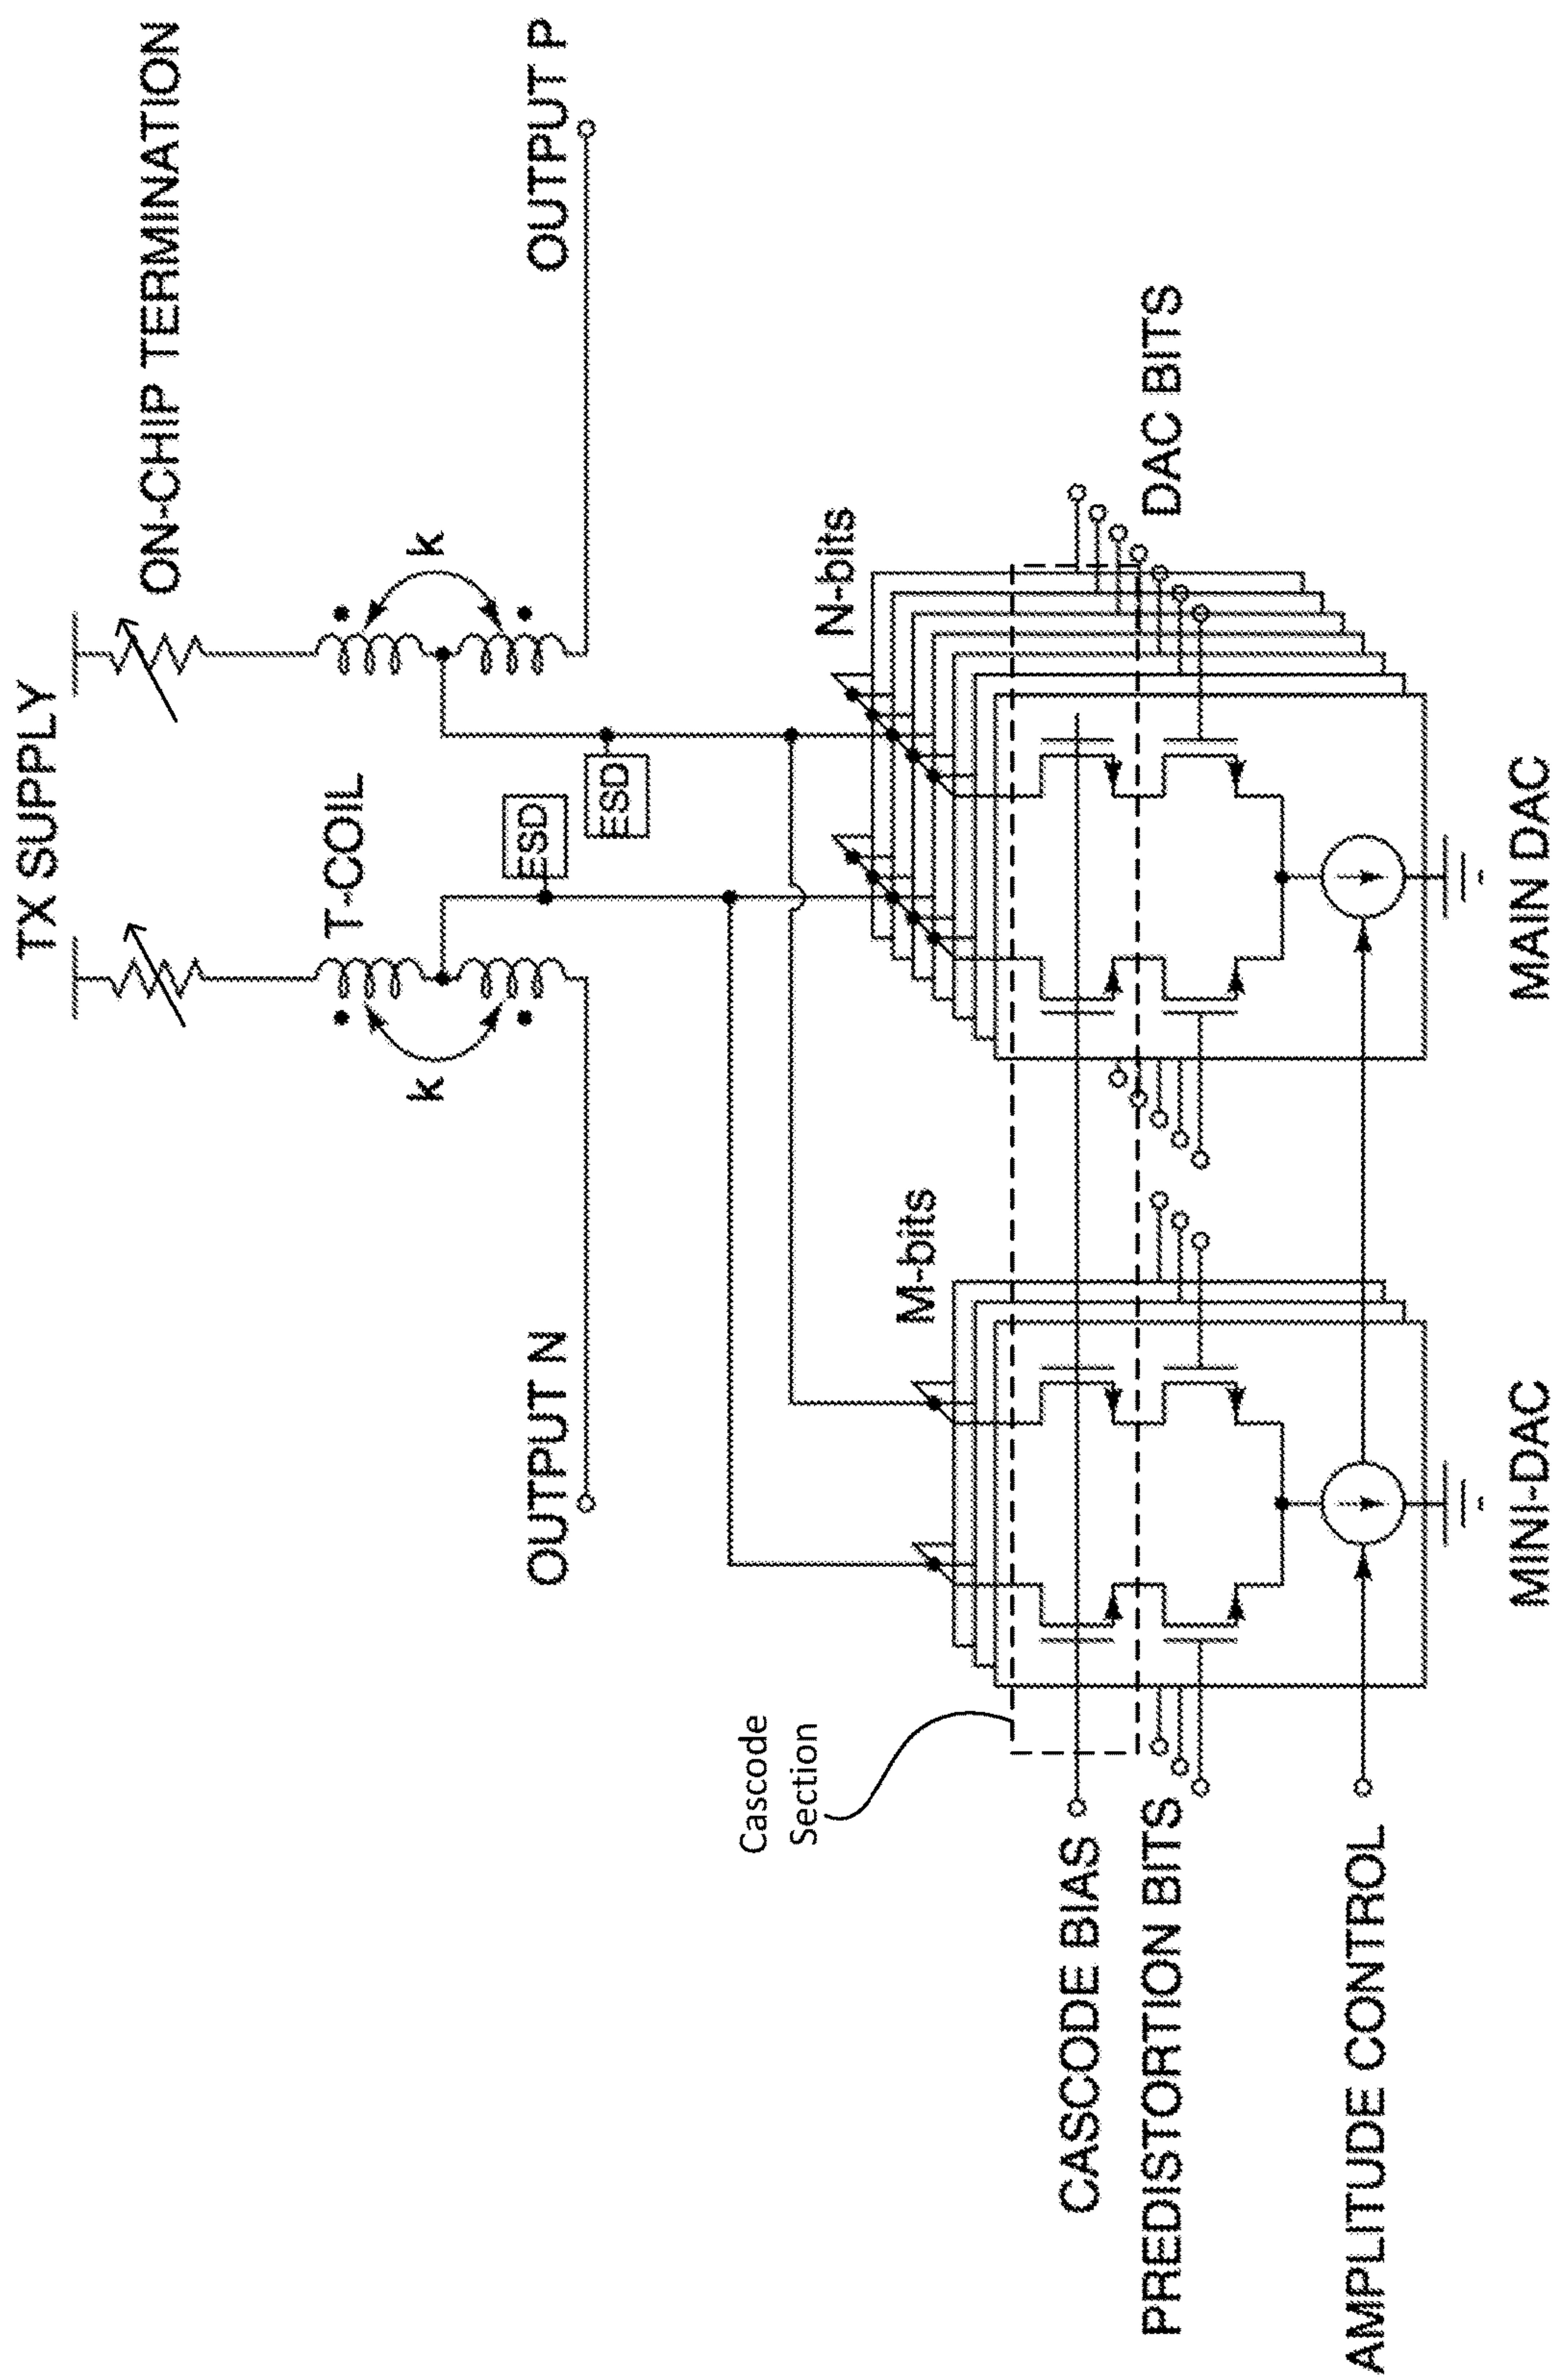 TX SUPPLY
ON-CHIP TERMINATION
T-COIL
k
k
OUTPUT N
OUTPUT P
ESD
ESD
Cascode
Section
M-bits
N-bits
CASCODE BIAS
PREDISTORTION BITS
DAC BITS
AMPLITUDE CONTROL
MINI-DAC
MAIN DAC